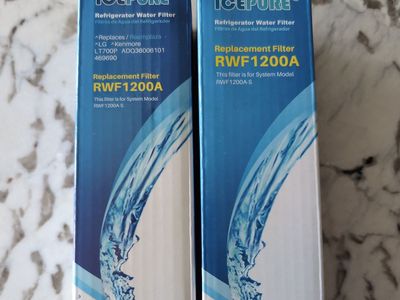 ICEPURE
Refrigerator Water Filter
Filtros de Agua del Refrigerador
^Replaces / Reemplaza
^LG ^Kenmore
LT700P ADQ36006101
469690
Replacement Filter
RWF1200A
This filter is for System Model
RWF1200A-S
ICEPURE
Refrigerator Water Filter
Filtros de Agua del Refrigerador
Replacement Filter
RWF1200A
This filter is for System Model
RWF1200A-S